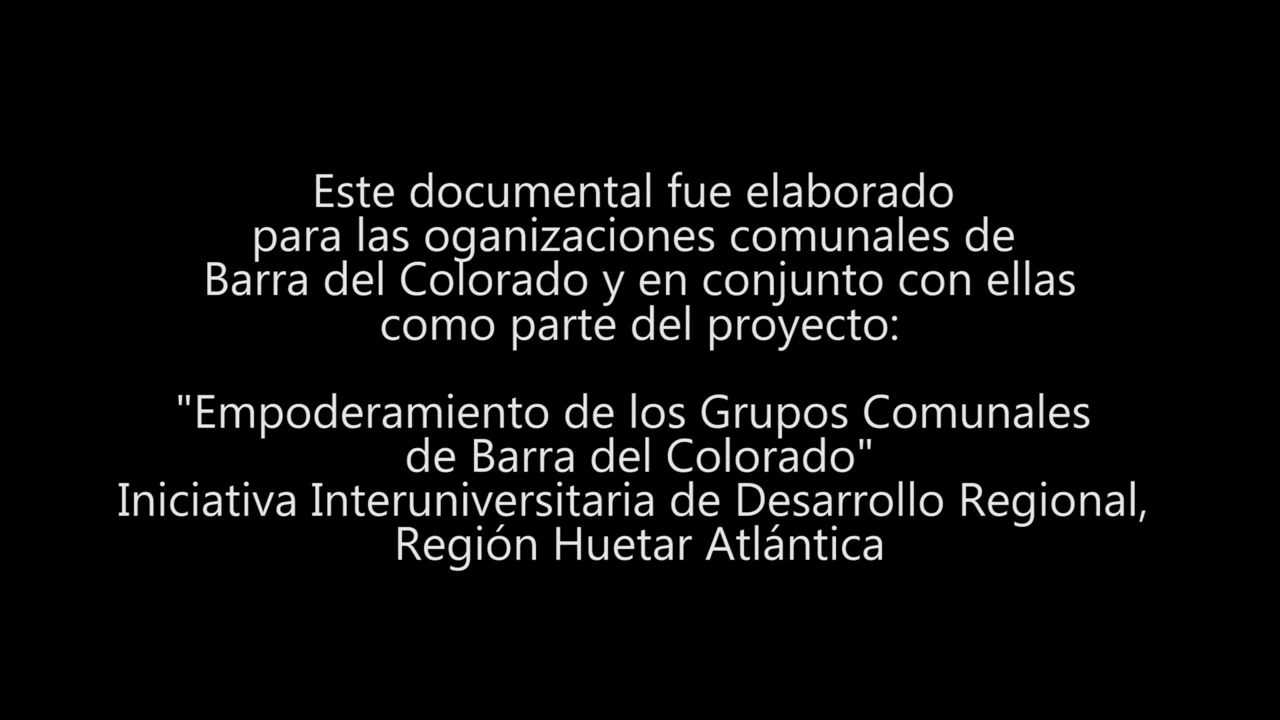 Este documental fue elaborado
para las oganizaciones comunales de
Barra del Colorado y en conjunto con ellas
como parte del proyecto:
"Empoderamiento de los Grupos Comunales
de Barra del Colorado"
Iniciativa Interuniversitaria de Desarrollo Regional,
Región Huetar Atlántica